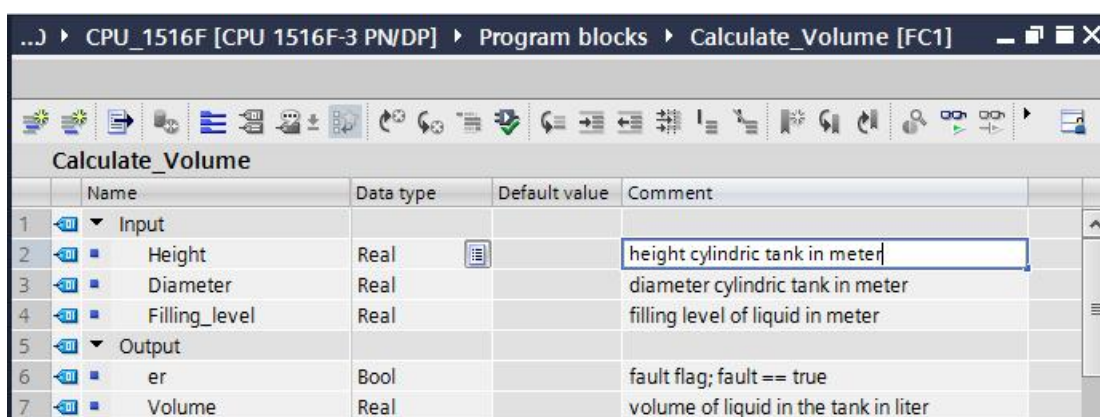 ...) ▸ CPU_1516F [CPU 1516F-3 PN/DP] ▸ Program blocks ▸ Calculate_Volume [FC1]
Calculate_Volume
Name Data type Default value Comment
1 Input
2 Height Real height cylindric tank in meter
3 Diameter Real diameter cylindric tank in meter
4 Filling_level Real filling level of liquid in meter
5 Output
6 er Bool fault flag; fault == true
7 Volume Real volume of liquid in the tank in liter